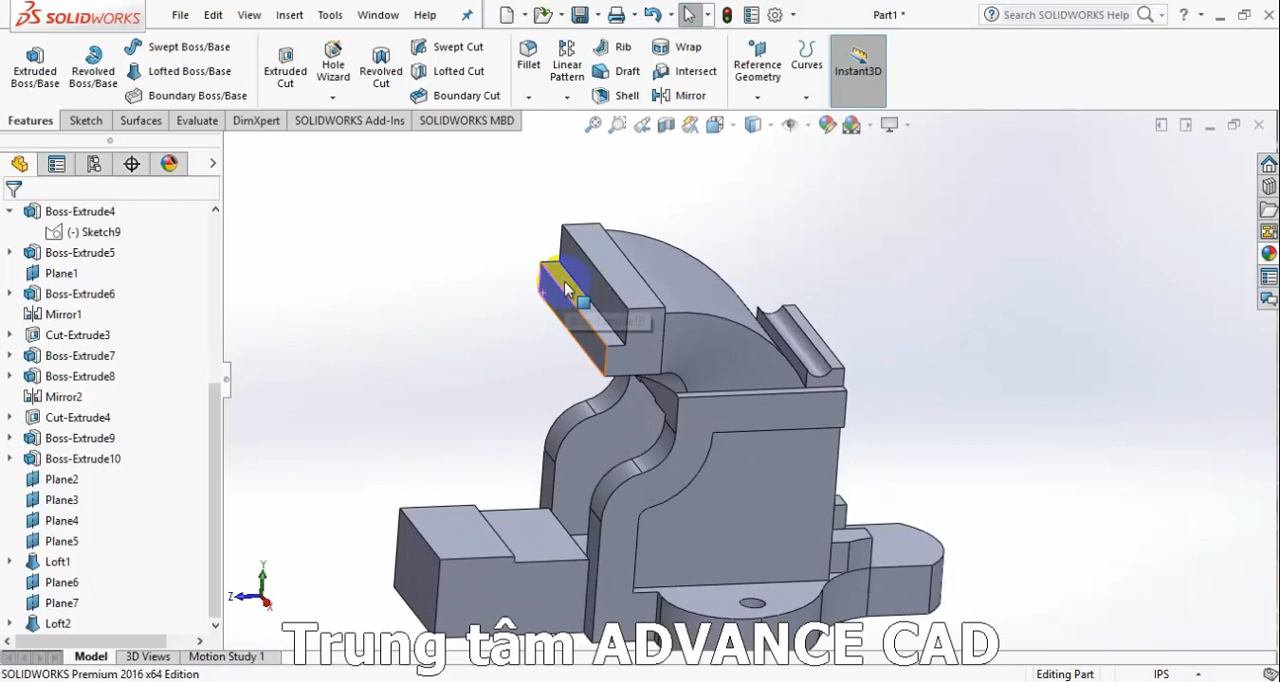 SOLIDWORKS
File Edit View Insert Tools Window Help
Part1 *
Search SOLIDWORKS Help
Extruded Boss/Base
Revolved Boss/Base
Swept Boss/Base
Lofted Boss/Base
Boundary Boss/Base
Extruded Cut
Hole Wizard
Revolved Cut
Swept Cut
Lofted Cut
Boundary Cut
Fillet
Linear Pattern
Rib
Draft
Shell
Wrap
Intersect
Mirror
Reference Geometry
Curves
Instant3D
Features Sketch Surfaces Evaluate DimXpert SOLIDWORKS Add-Ins SOLIDWORKS MBD
Boss-Extrude4
(-) Sketch9
Boss-Extrude5
Plane1
Boss-Extrude6
Mirror1
Cut-Extrude3
Boss-Extrude7
Boss-Extrude8
Mirror2
Cut-Extrude4
Boss-Extrude9
Boss-Extrude10
Plane2
Plane3
Plane4
Plane5
Loft1
Plane6
Plane7
Loft2
Y
Z
X
Trung tâm ADVANCE CAD
Model 3D Views Motion Study 1
SOLIDWORKS Premium 2016 x64 Edition
Editing Part
IPS